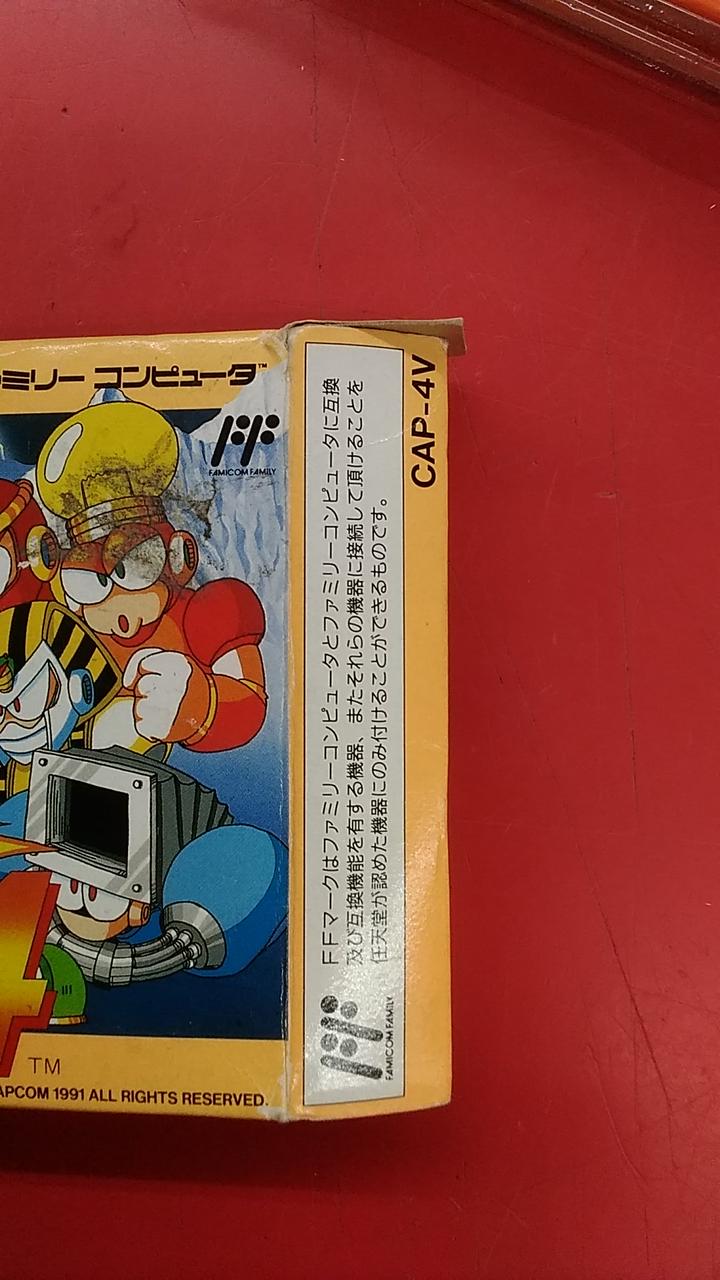 ミリー コンピュータ™
FAMICOM FAMILY
4
TM
APCOM 1991 ALL RIGHTS RESERVED.
CAP-4V
FFマークはファミリーコンピュータとファミリーコンピュータに互換
及び互換機能を有する機器、またそれらの機器に接続して頂けることを
任天堂が認めた機器にのみ付けることができるものです。
FAMICOM FAMILY